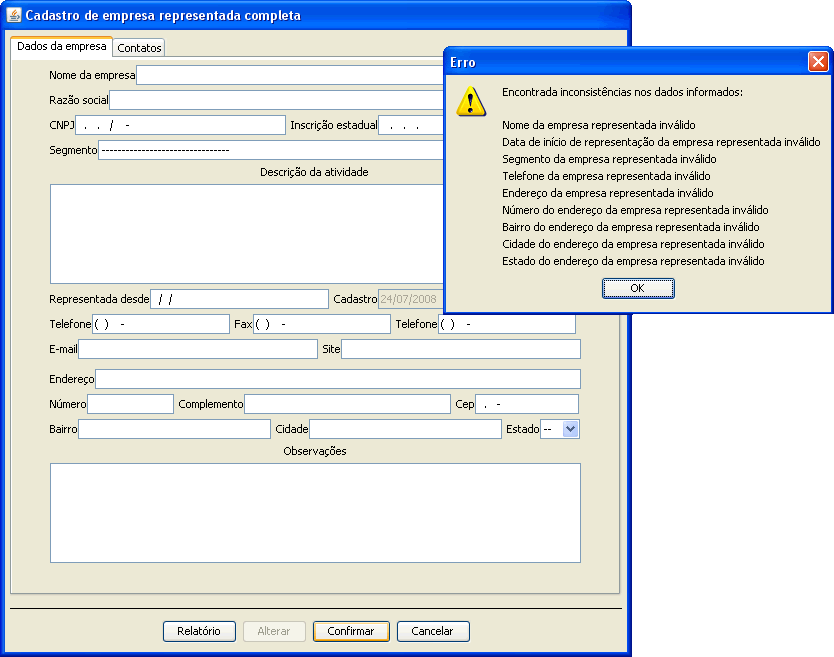 Cadastro de empresa representada completa
Dados da empresa Contatos
Nome da empresa
Razão social
CNPJ . . / - Inscrição estadual . . .
Segmento --------------------------------
Descrição da atividade
Representada desde / / Cadastro 24/07/2008
Telefone ( ) - Fax ( ) - Telefone ( ) -
E-mail Site
Endereço
Número Complemento Cep . -
Bairro Cidade Estado --
Observações
Relatório Alterar Confirmar Cancelar
Erro
Encontrada inconsistências nos dados informados:
Nome da empresa representada inválido
Data de início de representação da empresa representada inválido
Segmento da empresa representada inválido
Telefone da empresa representada inválido
Endereço da empresa representada inválido
Número do endereço da empresa representada inválido
Bairro do endereço da empresa representada inválido
Cidade do endereço da empresa representada inválido
Estado do endereço da empresa representada inválido
OK